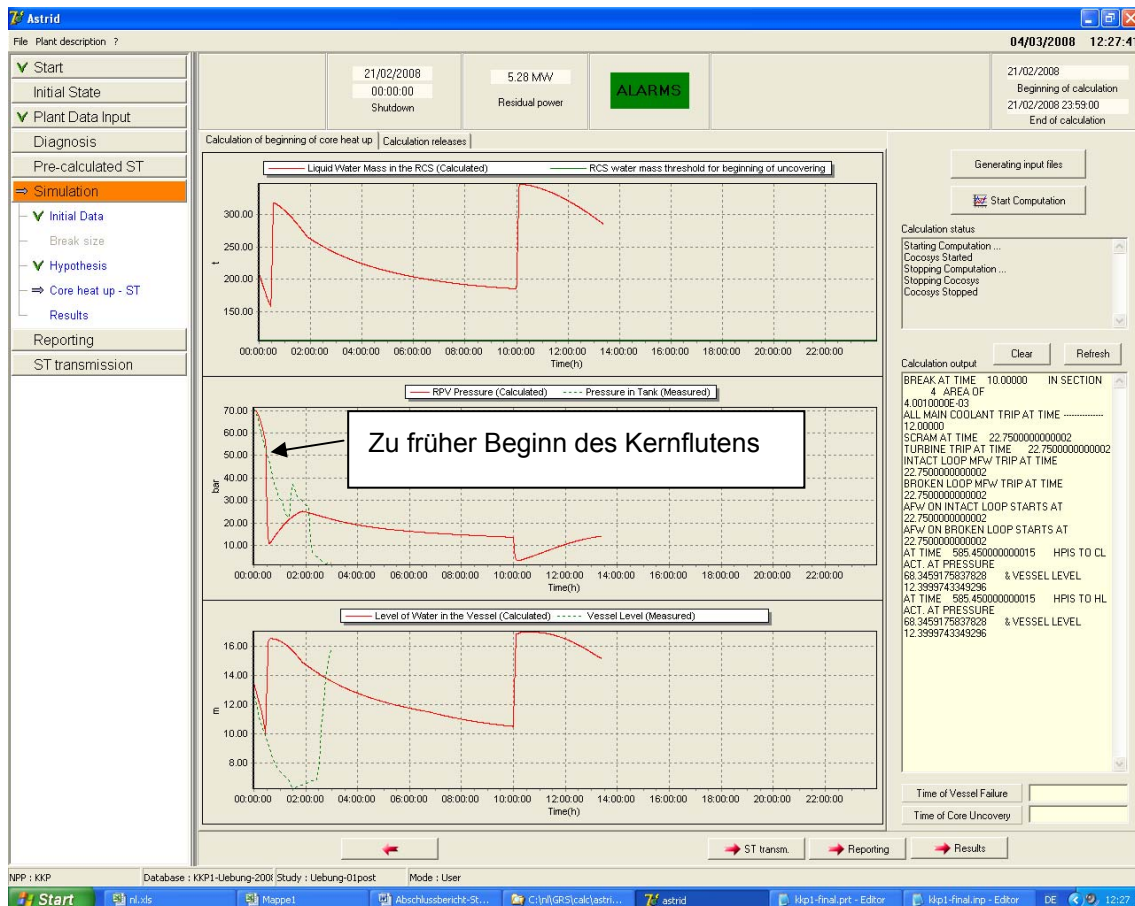 Astrid
File Plant description ?
04/03/2008 12:27:41
Start
Initial State
Plant Data Input
Diagnosis
Pre-calculated ST
Simulation
Initial Data
Break size
Hypothesis
Core heat up - ST
Results
Reporting
ST transmission
21/02/2008
00:00:00
Shutdown
5.28 MW
Residual power
ALARMS
21/02/2008
Beginning of calculation
21/02/2008 23:59:00
End of calculation
Calculation of beginning of core heat up
Calculation releases
Liquid Water Mass in the RCS (Calculated) RCS water mass threshold for beginning of uncovering
300.00
250.00
200.00
150.00
t
00:00:00 02:00:00 04:00:00 06:00:00 08:00:00 10:00:00 12:00:00 14:00:00 16:00:00 18:00:00 20:00:00 22:00:00
Time(h)
RPV Pressure (Calculated) Pressure in Tank (Measured)
70.00
60.00
50.00
40.00
30.00
20.00
10.00
bar
Zu früher Beginn des Kernflutens
00:00:00 02:00:00 04:00:00 06:00:00 08:00:00 10:00:00 12:00:00 14:00:00 16:00:00 18:00:00 20:00:00 22:00:00
Time(h)
Level of Water in the Vessel (Calculated) Vessel Level (Measured)
16.00
14.00
12.00
10.00
8.00
m
00:00:00 02:00:00 04:00:00 06:00:00 08:00:00 10:00:00 12:00:00 14:00:00 16:00:00 18:00:00 20:00:00 22:00:00
Time(h)
Generating input files
Start Computation
Calculation status
Starting Computation ...
Cocosys Started
Stopping Computation ...
Stopping Cocosys
Cocosys Stopped
Calculation output
Clear
Refresh
BREAK AT TIME 10.00000 IN SECTION
4 AREA OF
4.0010000E-03
ALL MAIN COOLANT TRIP AT TIME ---------------
12.00000
SCRAM AT TIME 22.7500000000002
TURBINE TRIP AT TIME 22.7500000000002
INTACT LOOP MFW TRIP AT TIME
22.7500000000002
BROKEN LOOP MFW TRIP AT TIME
22.7500000000002
AFW ON INTACT LOOP STARTS AT
22.7500000000002
AFW ON BROKEN LOOP STARTS AT
22.7500000000002
AT TIME 585.450000000015 HPIS TO CL
ACT. AT PRESSURE
68.3459175837828 & VESSEL LEVEL
12.3999743349296
AT TIME 585.450000000015 HPIS TO HL
ACT. AT PRESSURE
68.3459175837828 & VESSEL LEVEL
12.3999743349296
Time of Vessel Failure
Time of Core Uncovery
ST transm.
Reporting
Results
NPP : KKP Database : KKP1-Uebung-2008 Study : Uebung-01post Mode : User
Start nl.xls Mappe1 Abschlussbericht-St... C:\nl\GRS\calc\astri... astrid kkp1-final.prt - Editor kkp1-final.inp - Editor DE 12:27